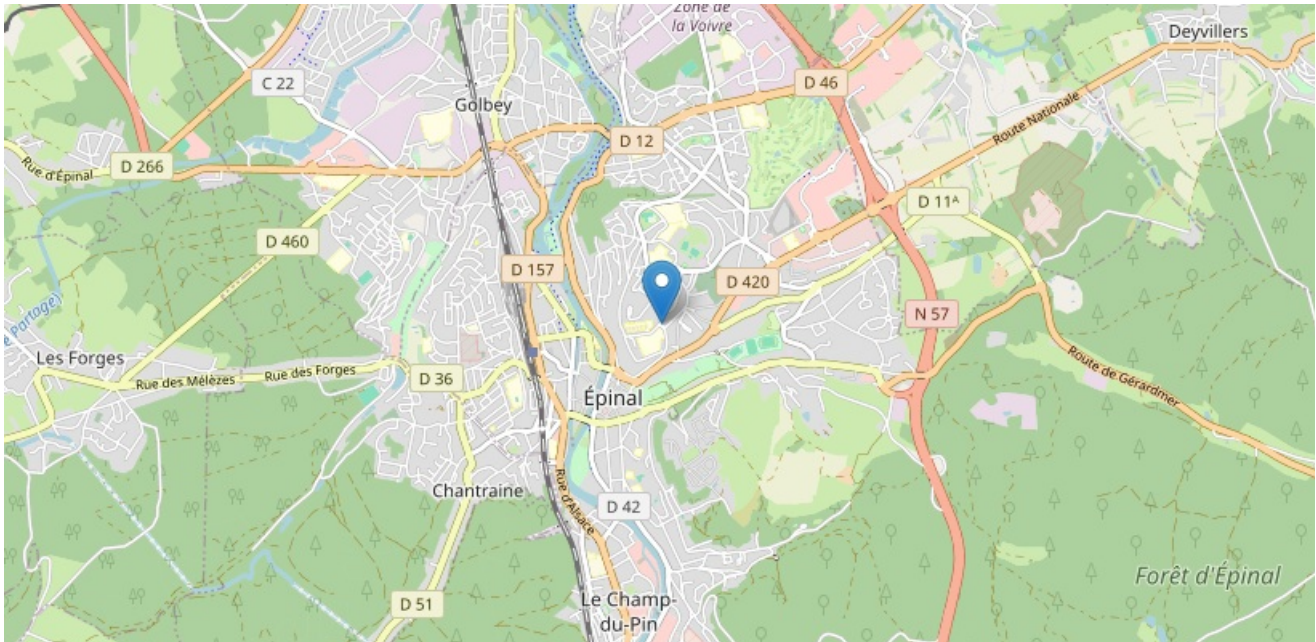 Zone de
la Voivre
Deyvillers
C 22
D 46
Golbey
Route Nationale
D 12
D 266
Rue d'Épinal
D 11ᴬ
D 460
D 157
D 420
Partage)
N 57
Les Forges
Rue des Mélèzes
Rue des Forges
D 36
Route de Gérardmer
Épinal
Chantraine
Rue d'Alsace
D 42
Forêt d'Épinal
D 51
Le Champ-
du-Pin